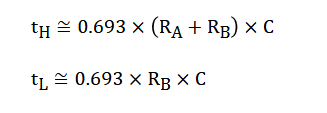 tH ≅ 0.693 × (RA + RB) × C
tL ≅ 0.693 × RB × C